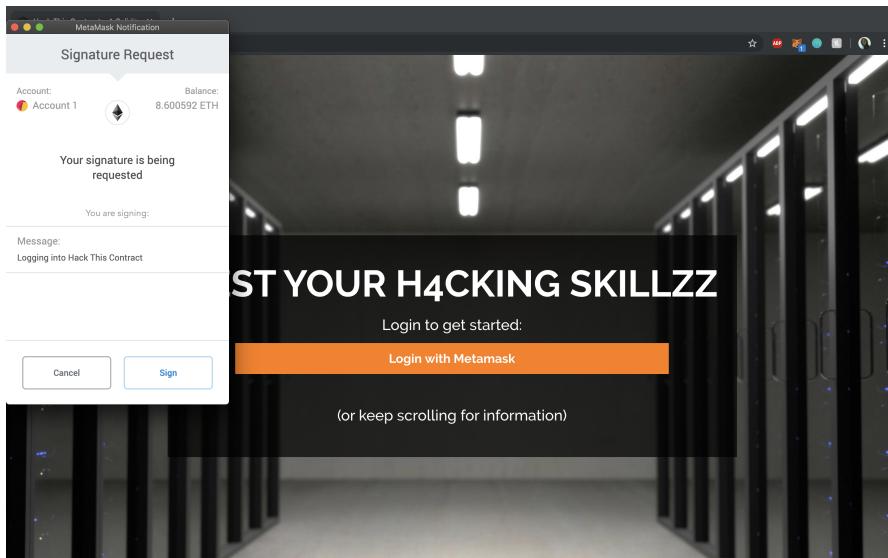 MetaMask Notification
Signature Request
Account:
Balance:
Account 1
8.600592 ETH
Your signature is being
requested
You are signing:
Message:
Logging into Hack This Contract
Cancel
Sign
ABP
1
ST YOUR H4CKING SKILLZZ
Login to get started:
Login with Metamask
(or keep scrolling for information)